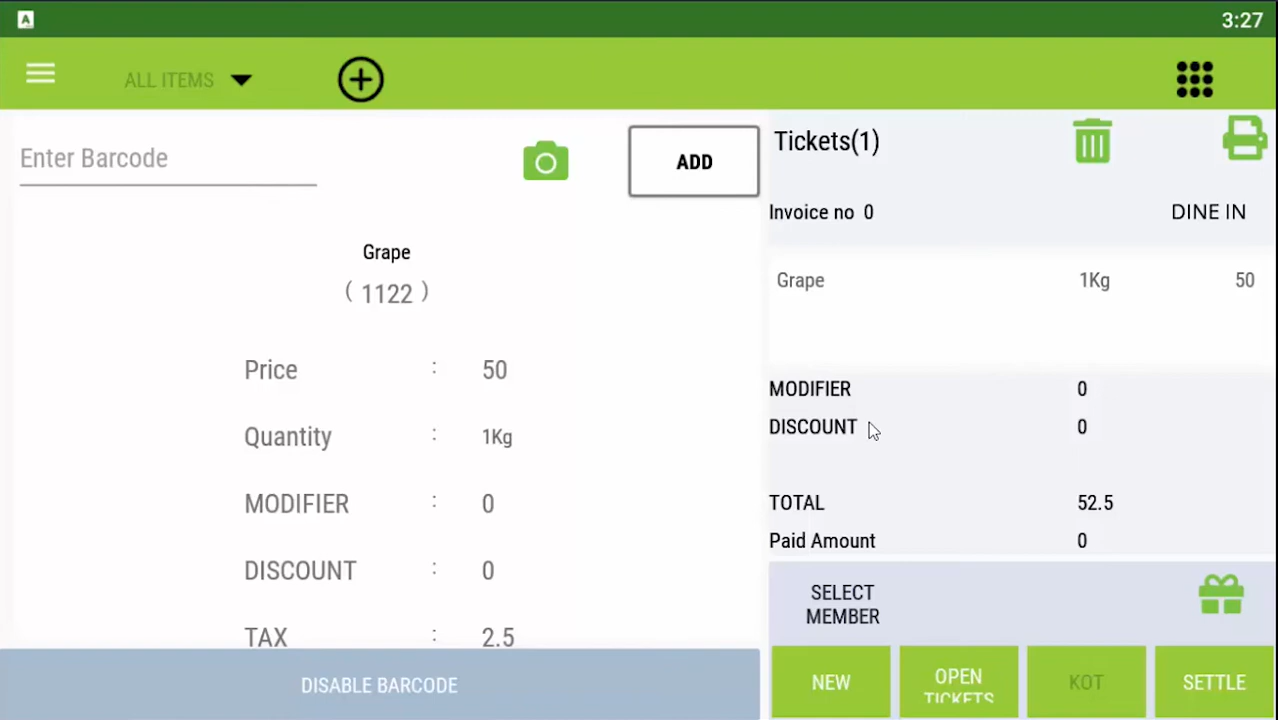 A
3:27
ALL ITEMS
Enter Barcode
ADD
Grape
( 1122 )
Price : 50
Quantity : 1Kg
MODIFIER : 0
DISCOUNT : 0
TAX : 2.5
DISABLE BARCODE
Tickets(1)
Invoice no 0 DINE IN
Grape 1Kg 50
MODIFIER 0
DISCOUNT 0
TOTAL 52.5
Paid Amount 0
SELECT
MEMBER
NEW
OPEN
TICKETS
KOT
SETTLE